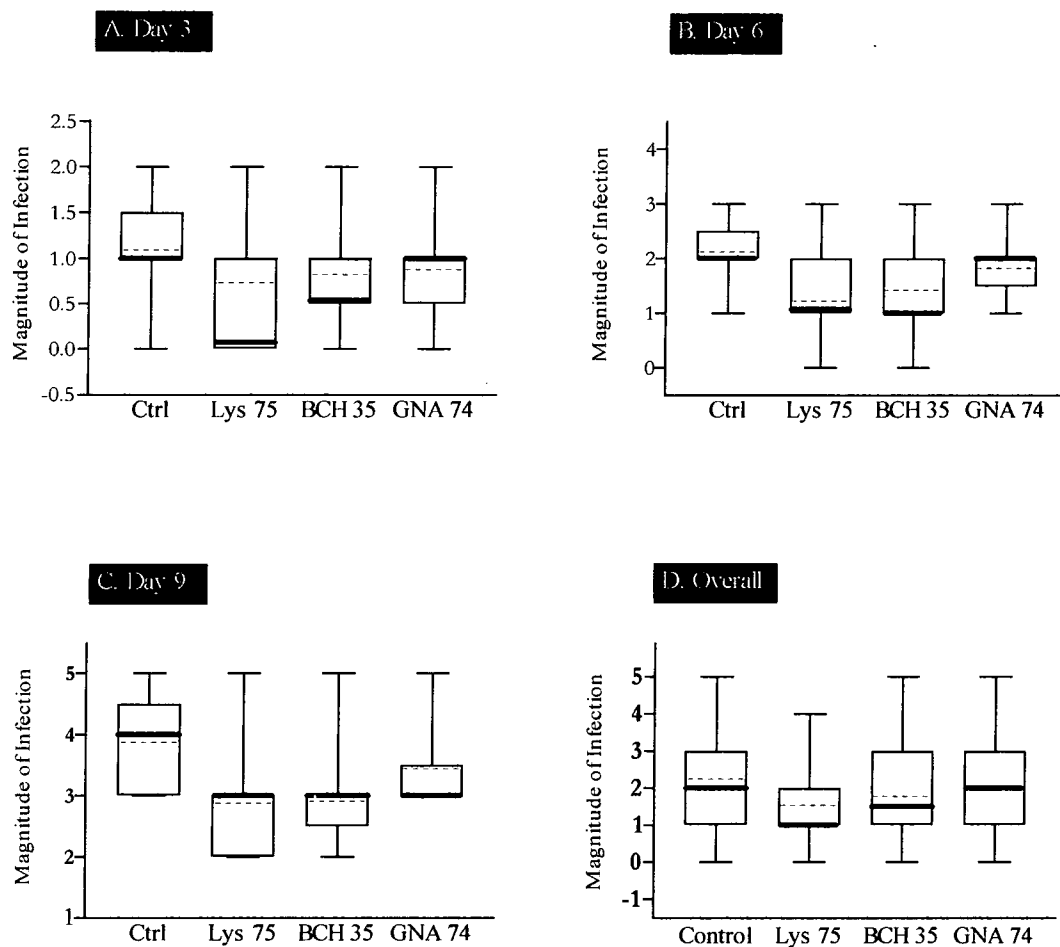 A. Day 3
Magnitude of Infection
2.5
2.0
1.5
1.0
0.5
0.0
-0.5
Ctrl Lys 75 BCH 35 GNA 74
B. Day 6
Magnitude of Infection
4
3
2
1
0
Ctrl Lys 75 BCH 35 GNA 74
C. Day 9
Magnitude of Infection
5
4
3
2
1
Ctrl Lys 75 BCH 35 GNA 74
D. Overall
Magnitude of Infection
5
4
3
2
1
0
-1
Control Lys 75 BCH 35 GNA 74